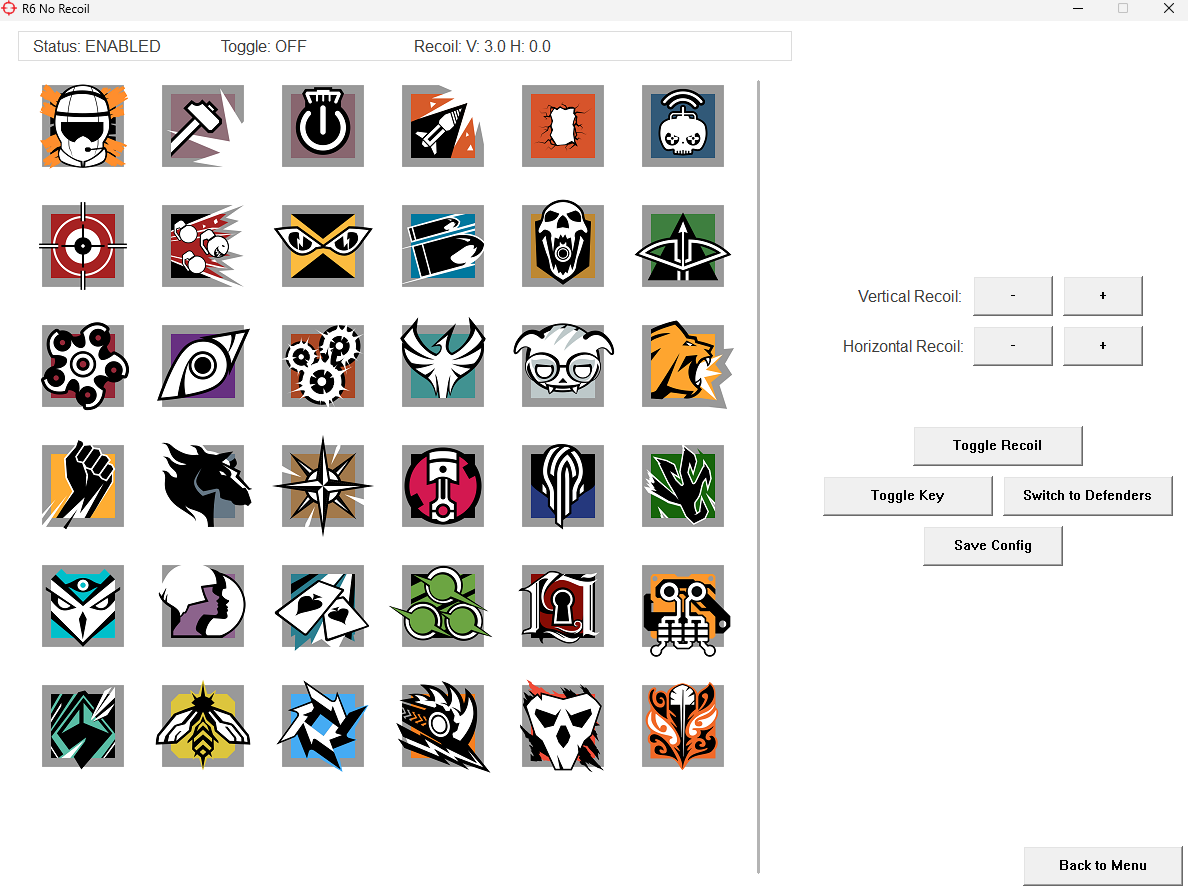 R6 No Recoil
Status: ENABLED Toggle: OFF Recoil: V: 3.0 H: 0.0
Vertical Recoil: - +
Horizontal Recoil: - +
Toggle Recoil
Toggle Key Switch to Defenders
Save Config
Back to Menu